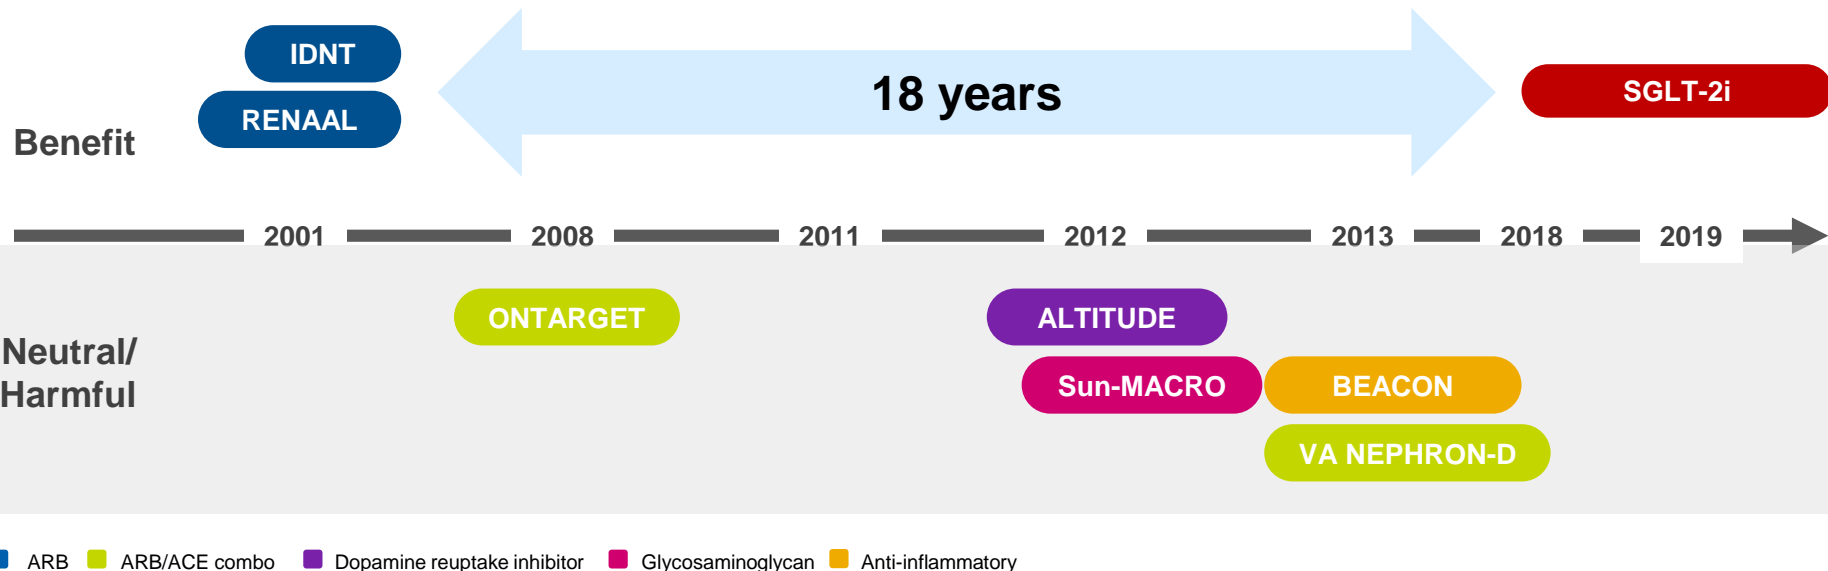 IDNT
RENAAL
18 years
SGLT-2i
Benefit
2001 2008 2011 2012 2013 2018 2019
ONTARGET
ALTITUDE
Neutral/
Harmful
Sun-MACRO
BEACON
VA NEPHRON-D
ARB ARB/ACE combo Dopamine reuptake inhibitor Glycosaminoglycan Anti-inflammatory